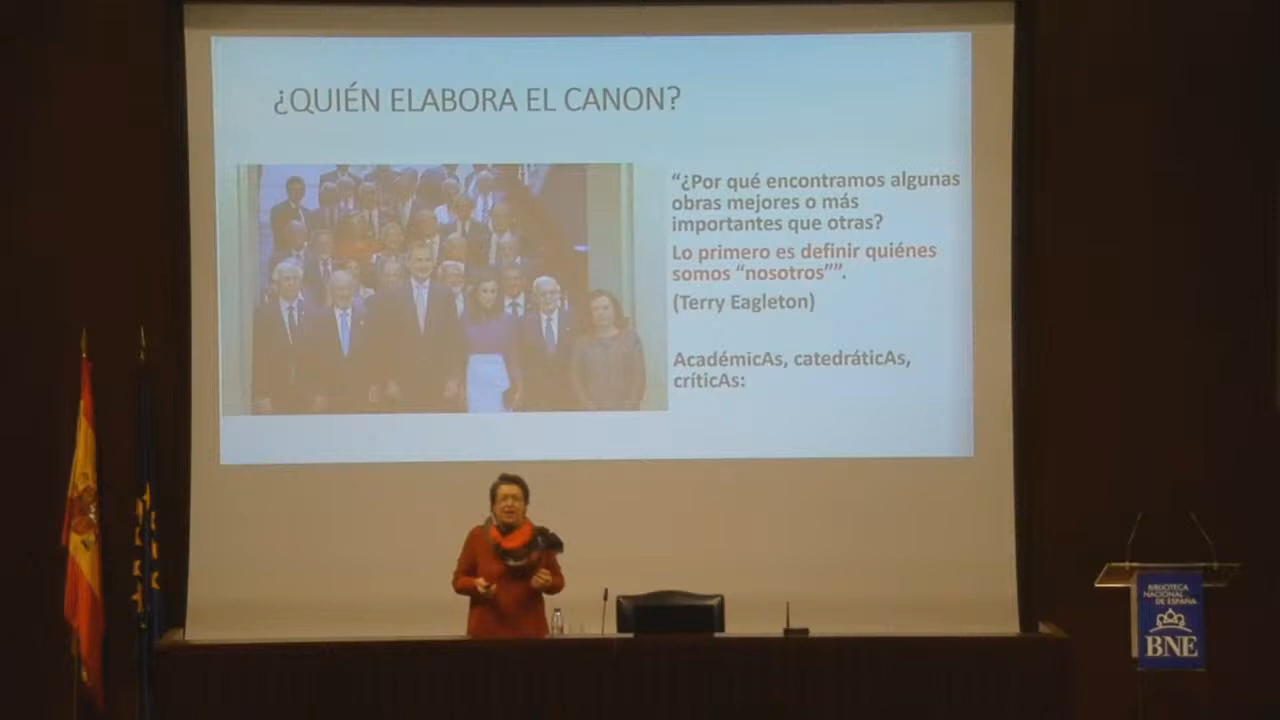 ¿QUIÉN ELABORA EL CANON?
“¿Por qué encontramos algunas
obras mejores o más
importantes que otras?
Lo primero es definir quiénes
somos “nosotros””.
(Terry Eagleton)
AcadémicAs, catedráticAs,
críticAs:
BIBLIOTECA
NACIONAL
DE ESPAÑA
BNE